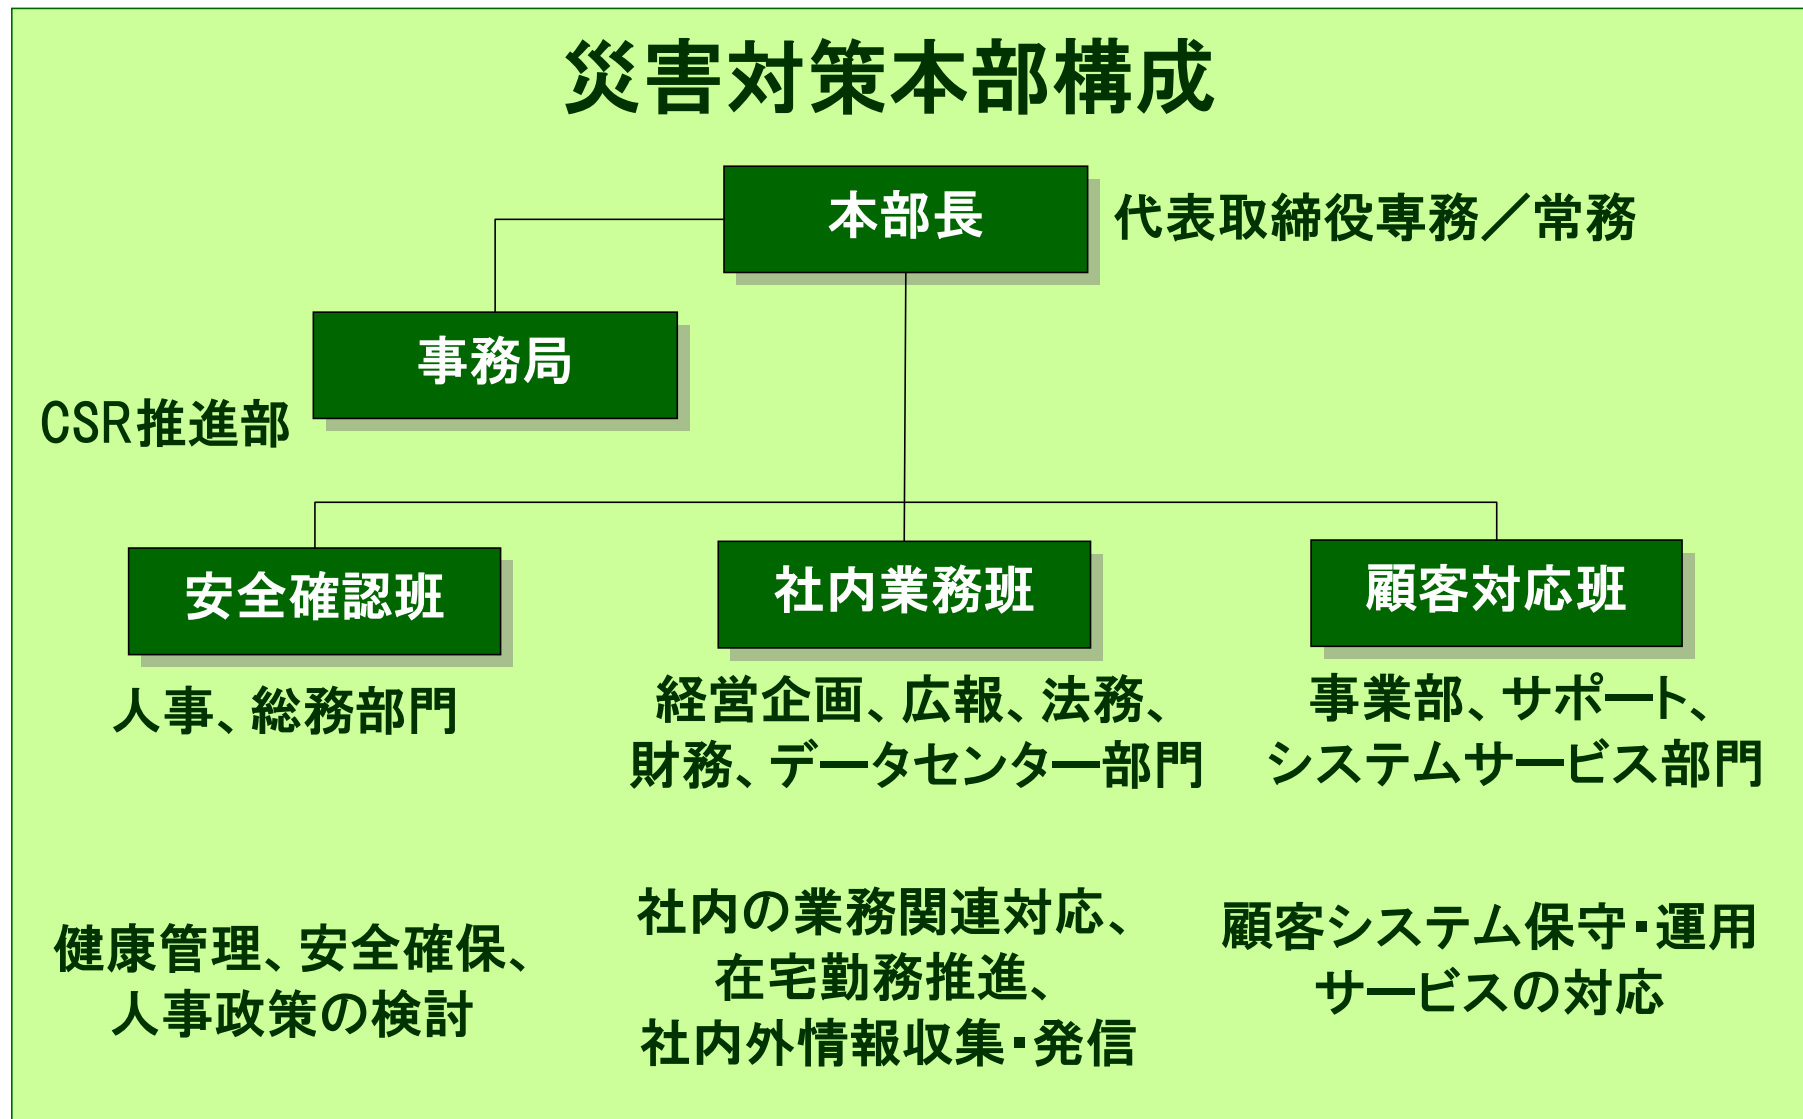 災害対策本部構成
本部長
代表取締役専務／常務
事務局
CSR推進部
安全確認班
人事、総務部門
健康管理、安全確保、
人事政策の検討
社内業務班
経営企画、広報、法務、
財務、データセンター部門
社内の業務関連対応、
在宅勤務推進、
社内外情報収集・発信
顧客対応班
事業部、サポート、
システムサービス部門
顧客システム保守・運用
サービスの対応